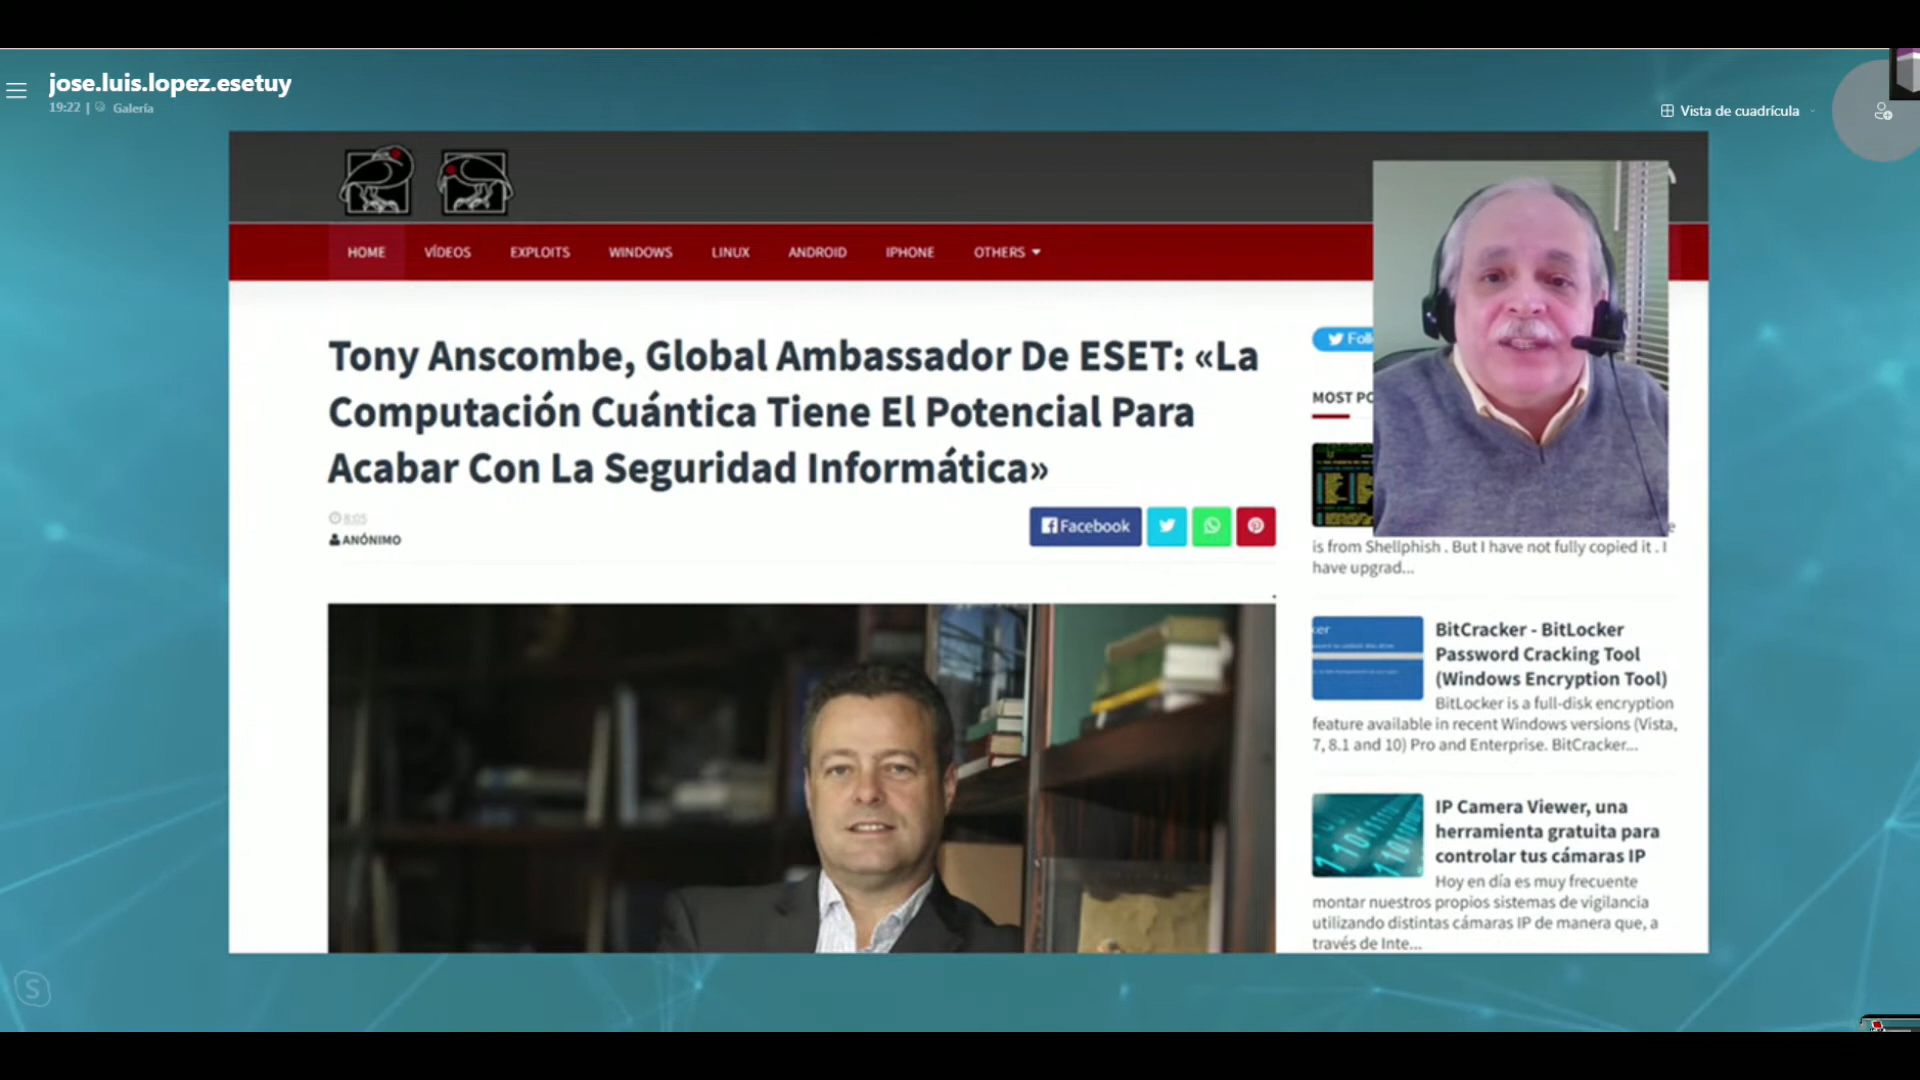 jose.luis.lopez.esetuy
19:22 | Galería
Vista de cuadrícula
HOME VÍDEOS EXPLOITS WINDOWS LINUX ANDROID IPHONE OTHERS
Tony Anscombe, Global Ambassador De ESET: «La
Computación Cuántica Tiene El Potencial Para
Acabar Con La Seguridad Informática»
8:05
ANÓNIMO
Facebook
Foll
MOST PO
e
is from Shellphish . But I have not fully copied it . I
have upgrad...
BitCracker - BitLocker
Password Cracking Tool
(Windows Encryption Tool)
BitLocker is a full-disk encryption
feature available in recent Windows versions (Vista,
7, 8.1 and 10) Pro and Enterprise. BitCracker...
IP Camera Viewer, una
herramienta gratuita para
controlar tus cámaras IP
Hoy en día es muy frecuente
montar nuestros propios sistemas de vigilancia
utilizando distintas cámaras IP de manera que, a
través de Inte...
S